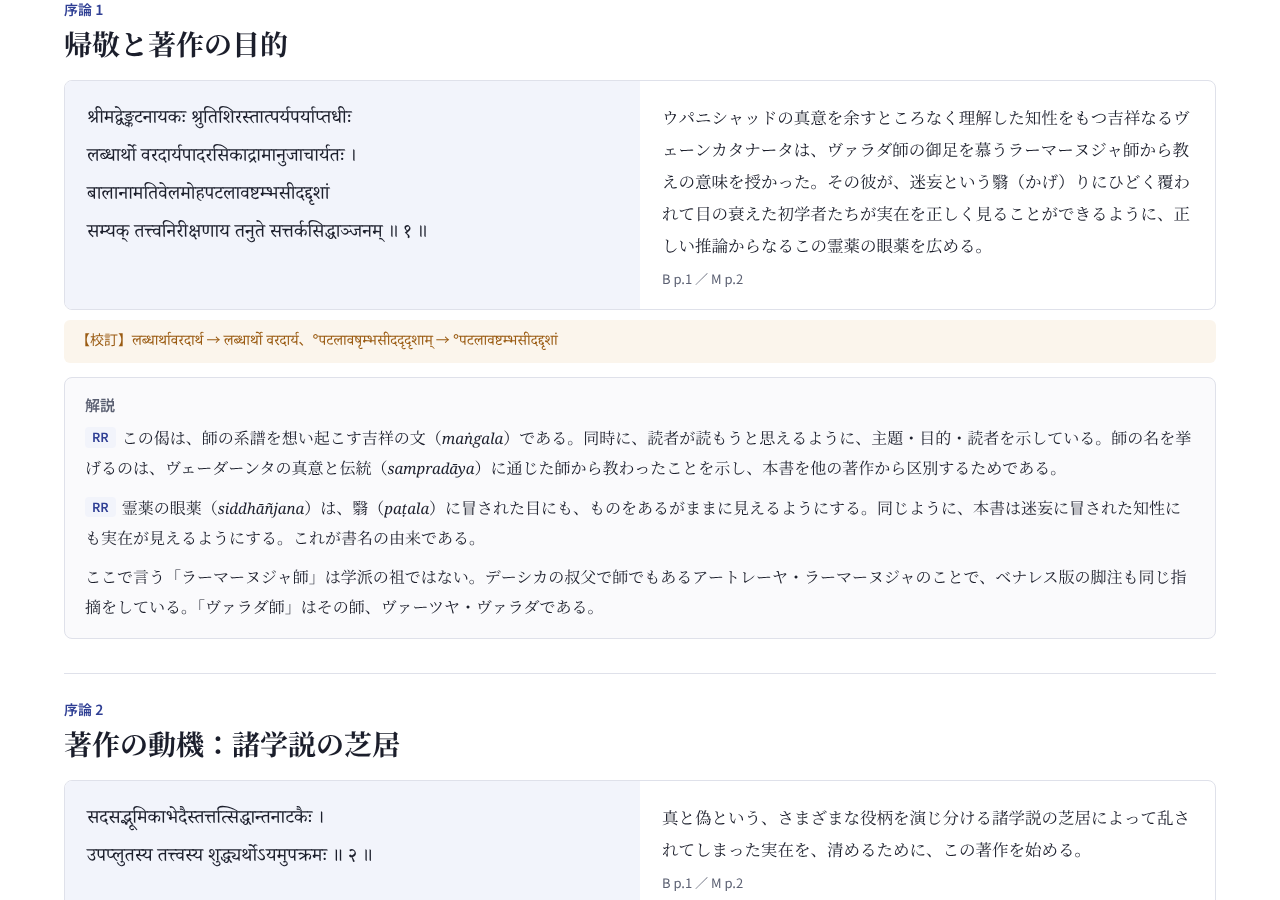 序論 1
帰敬と著作の目的
श्रीमद्वेङ्कटनायकः श्रुतिशिरस्तात्पर्यपर्याप्तधीः
लब्धार्थो वरदार्यपादरसिकाद्रामानुजाचार्यतः ।
बालानामतिवेलमोहपटलावष्टम्भसीदद्दृशां
सम्यक् तत्त्वनिरीक्षणाय तनुते सत्तर्कसिद्धाञ्जनम् ॥ १ ॥
ウパニシャッドの真意を余すところなく理解した知性をもつ吉祥なるヴ
ェーンカタナータは、ヴァラダ師の御足を慕うラーマーヌジャ師から教
えの意味を授かった。その彼が、迷妄という翳（かげ）りにひどく覆わ
れて目の衰えた初学者たちが実在を正しく見ることができるように、正
しい推論からなるこの霊薬の眼薬を広める。
B p.1 ／ M p.2
【校訂】लब्धार्थावरदार्थ → लब्धार्थो वरदार्य、°पटलावषृम्भसीददृदृशाम् → °पटलावष्टम्भसीदद्दृशां
解説
RR この偈は、師の系譜を想い起こす吉祥の文（maṅgala）である。同時に、読者が読もうと思えるように、主題・目的・読者を示している。師の名を挙
げるのは、ヴェーダーンタの真意と伝統（sampradāya）に通じた師から教わったことを示し、本書を他の著作から区別するためである。
RR 霊薬の眼薬（siddhāñjana）は、翳（paṭala）に冒された目にも、ものをあるがままに見えるようにする。同じように、本書は迷妄に冒された知性に
も実在が見えるようにする。これが書名の由来である。
ここで言う「ラーマーヌジャ師」は学派の祖ではない。デーシカの叔父で師でもあるアートレーヤ・ラーマーヌジャのことで、ベナレス版の脚注も同じ指
摘をしている。「ヴァラダ師」はその師、ヴァーツヤ・ヴァラダである。
序論 2
著作の動機：諸学説の芝居
सदसद्भूमिकाभेदैस्तत्तत्सिद्धान्तनाटकैः ।
उपप्लुतस्य तत्त्वस्य शुद्ध्यर्थोऽयमुपक्रमः ॥ २ ॥
真と偽という、さまざまな役柄を演じ分ける諸学説の芝居によって乱さ
れてしまった実在を、清めるために、この著作を始める。
B p.1 ／ M p.2